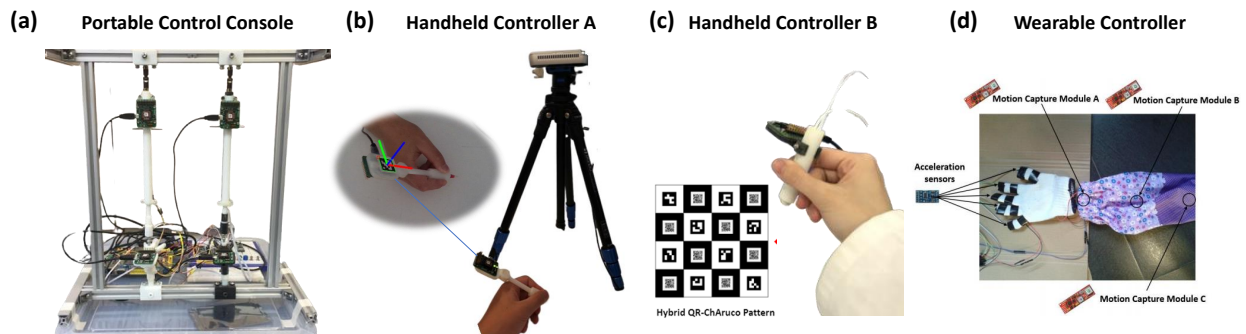 (a) Portable Control Console
(b) Handheld Controller A
(c) Handheld Controller B
Hybrid QR-ChAruco Pattern
(d) Wearable Controller
Motion Capture Module A
Motion Capture Module B
Acceleration
sensors
Motion Capture Module C